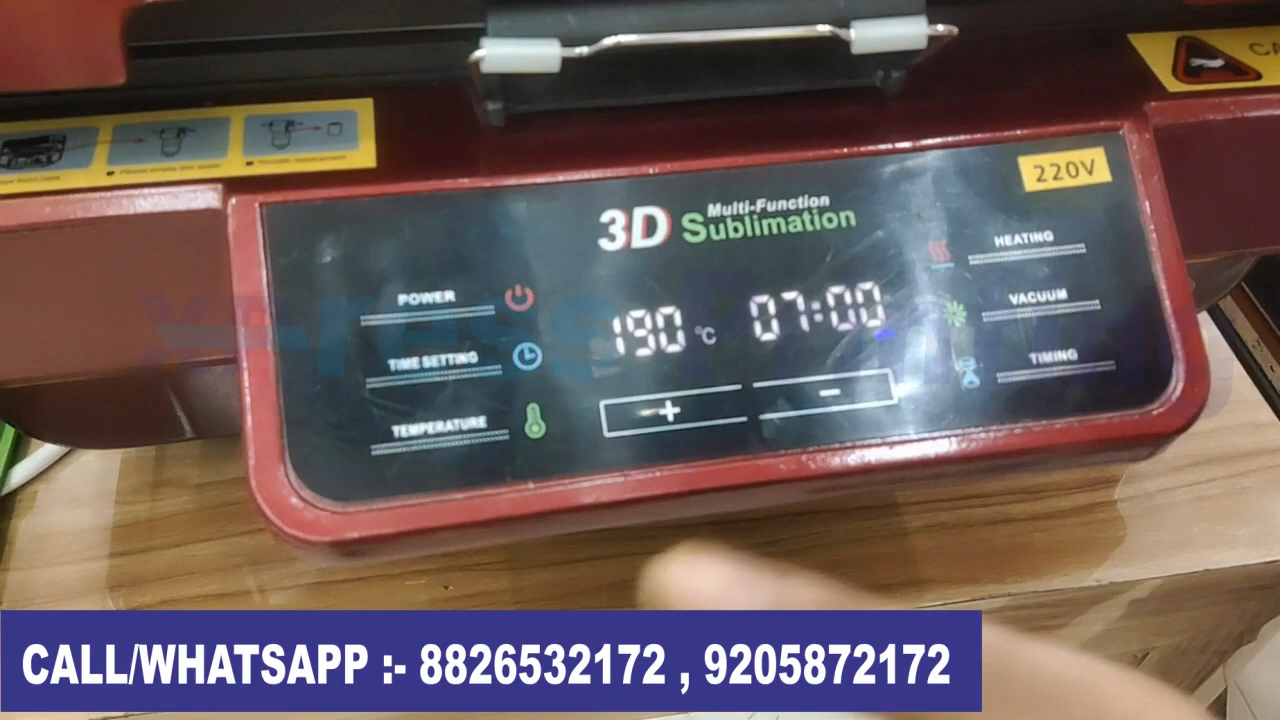 220V
Multi-Function
3D Sublimation
HEATING
POWER
VACUUM
190 °C 07:00
TIME SETTING
TIMING
+ -
TEMPERATURE
CALL/WHATSAPP :- 8826532172 , 9205872172